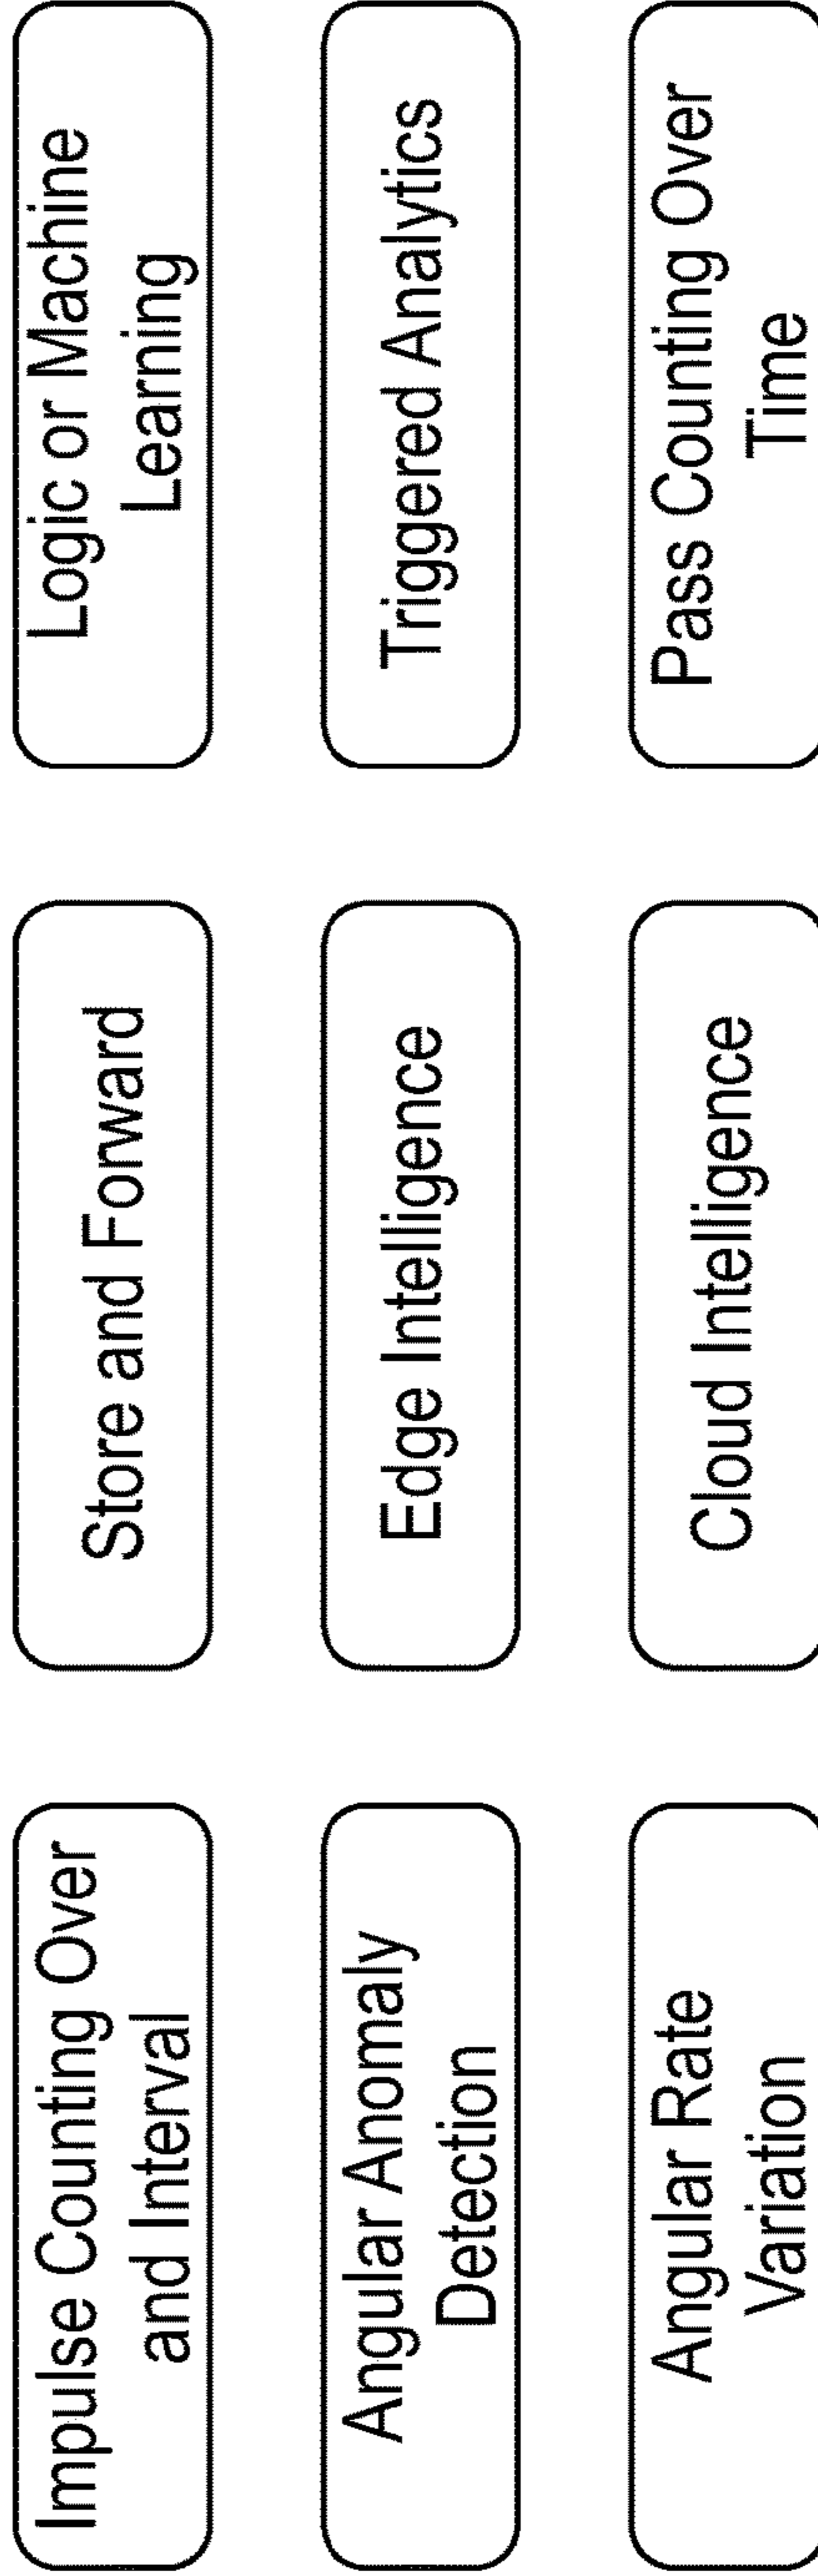 Impulse Counting Over
and Interval
Store and Forward
Logic or Machine
Learning
Angular Anomaly
Detection
Edge Intelligence
Triggered Analytics
Angular Rate
Variation
Cloud Intelligence
Pass Counting Over
Time